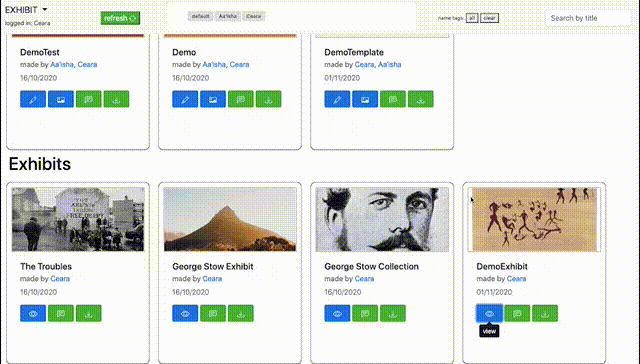 EXHIBIT
logged in: Ceara
refresh
default Aa'isha Ceara
name tags: all clear
Search by title
DemoTest
made by Aa'isha, Ceara
16/10/2020
Demo
made by Aa'isha, Ceara
16/10/2020
DemoTemplate
made by Ceara, Aa'isha
01/11/2020
Exhibits
The Troubles
made by Ceara
16/10/2020
George Stow Exhibit
made by Ceara
16/10/2020
George Stow Collection
made by Ceara
16/10/2020
DemoExhibit
made by Ceara
01/11/2020
view